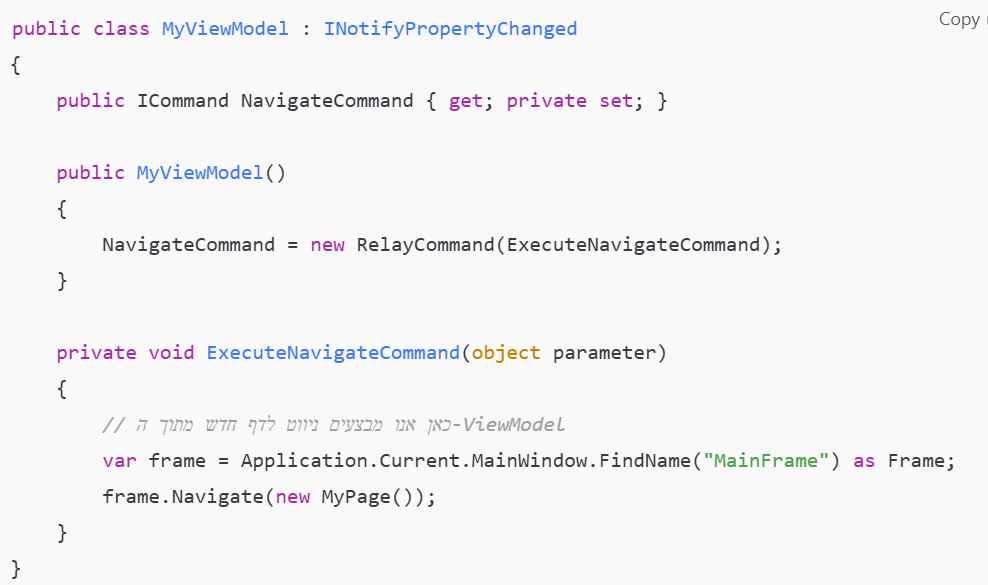 Copy
public class MyViewModel : INotifyPropertyChanged
{
    public ICommand NavigateCommand { get; private set; }
    public MyViewModel()
    {
        NavigateCommand = new RelayCommand(ExecuteNavigateCommand);
    }
    private void ExecuteNavigateCommand(object parameter)
    {
        // כאן אנו מבצעים ניווט לדף חדש מתוך ה-ViewModel
        var frame = Application.Current.MainWindow.FindName("MainFrame") as Frame;
        frame.Navigate(new MyPage());
    }
}